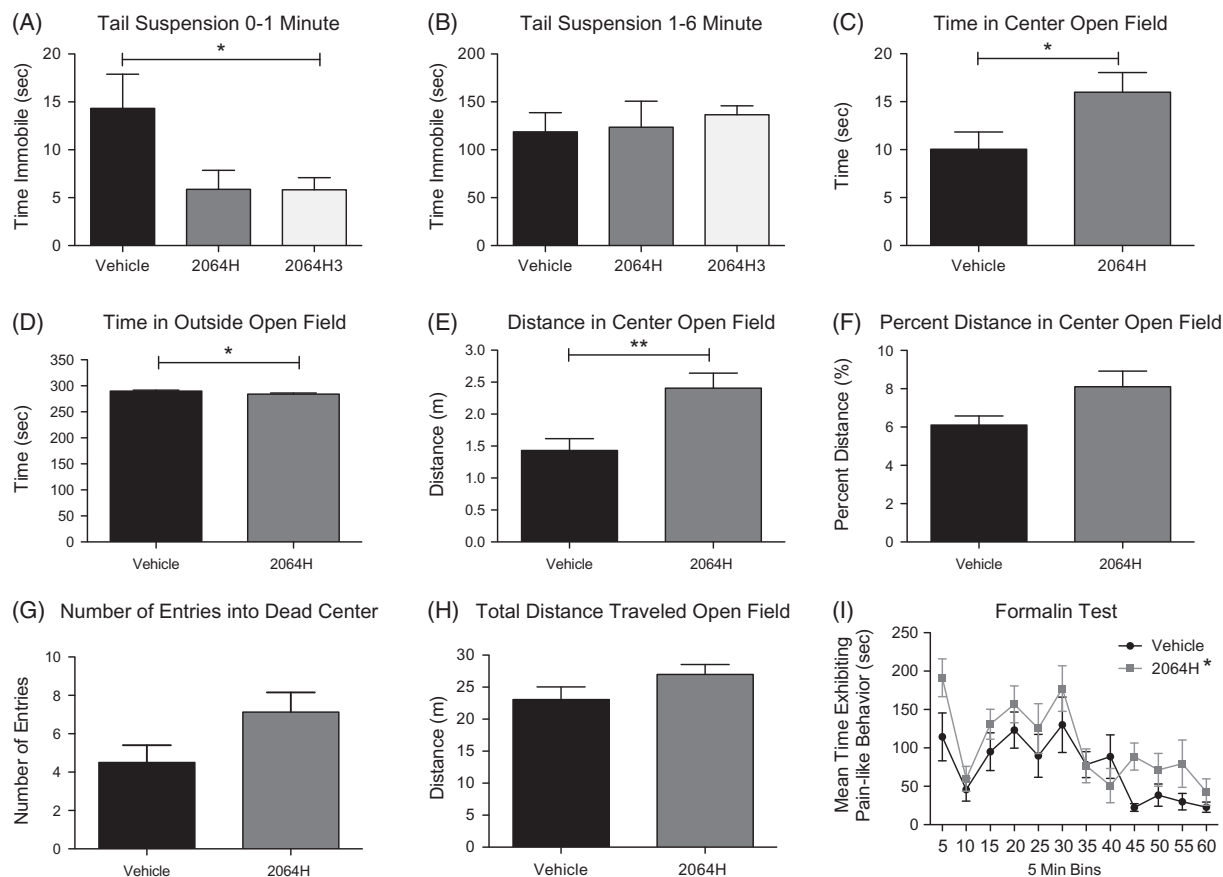 (A) Tail Suspension 0-1 Minute
*
Time Immobile (sec)
20
15
10
5
0
Vehicle 2064H 2064H3
(B) Tail Suspension 1-6 Minute
Time Immobile (sec)
200
150
100
50
0
Vehicle 2064H 2064H3
(C) Time in Center Open Field
*
Time (sec)
20
15
10
5
0
Vehicle 2064H
(D) Time in Outside Open Field
*
Time (sec)
350
300
250
200
150
100
50
0
Vehicle 2064H
(E) Distance in Center Open Field
**
Distance (m)
3.0
2.5
2.0
1.5
1.0
0.5
0.0
Vehicle 2064H
(F) Percent Distance in Center Open Field
Percent Distance (%)
10
8
6
4
2
0
Vehicle 2064H
(G) Number of Entries into Dead Center
Number of Entries
10
8
6
4
2
0
Vehicle 2064H
(H) Total Distance Traveled Open Field
Distance (m)
30
25
20
15
10
5
0
Vehicle 2064H
(I) Formalin Test
Mean Time Exhibiting
Pain-like Behavior (sec)
250
200
150
100
50
0
Vehicle
2064H *
5 10 15 20 25 30 35 40 45 50 55 60
5 Min Bins